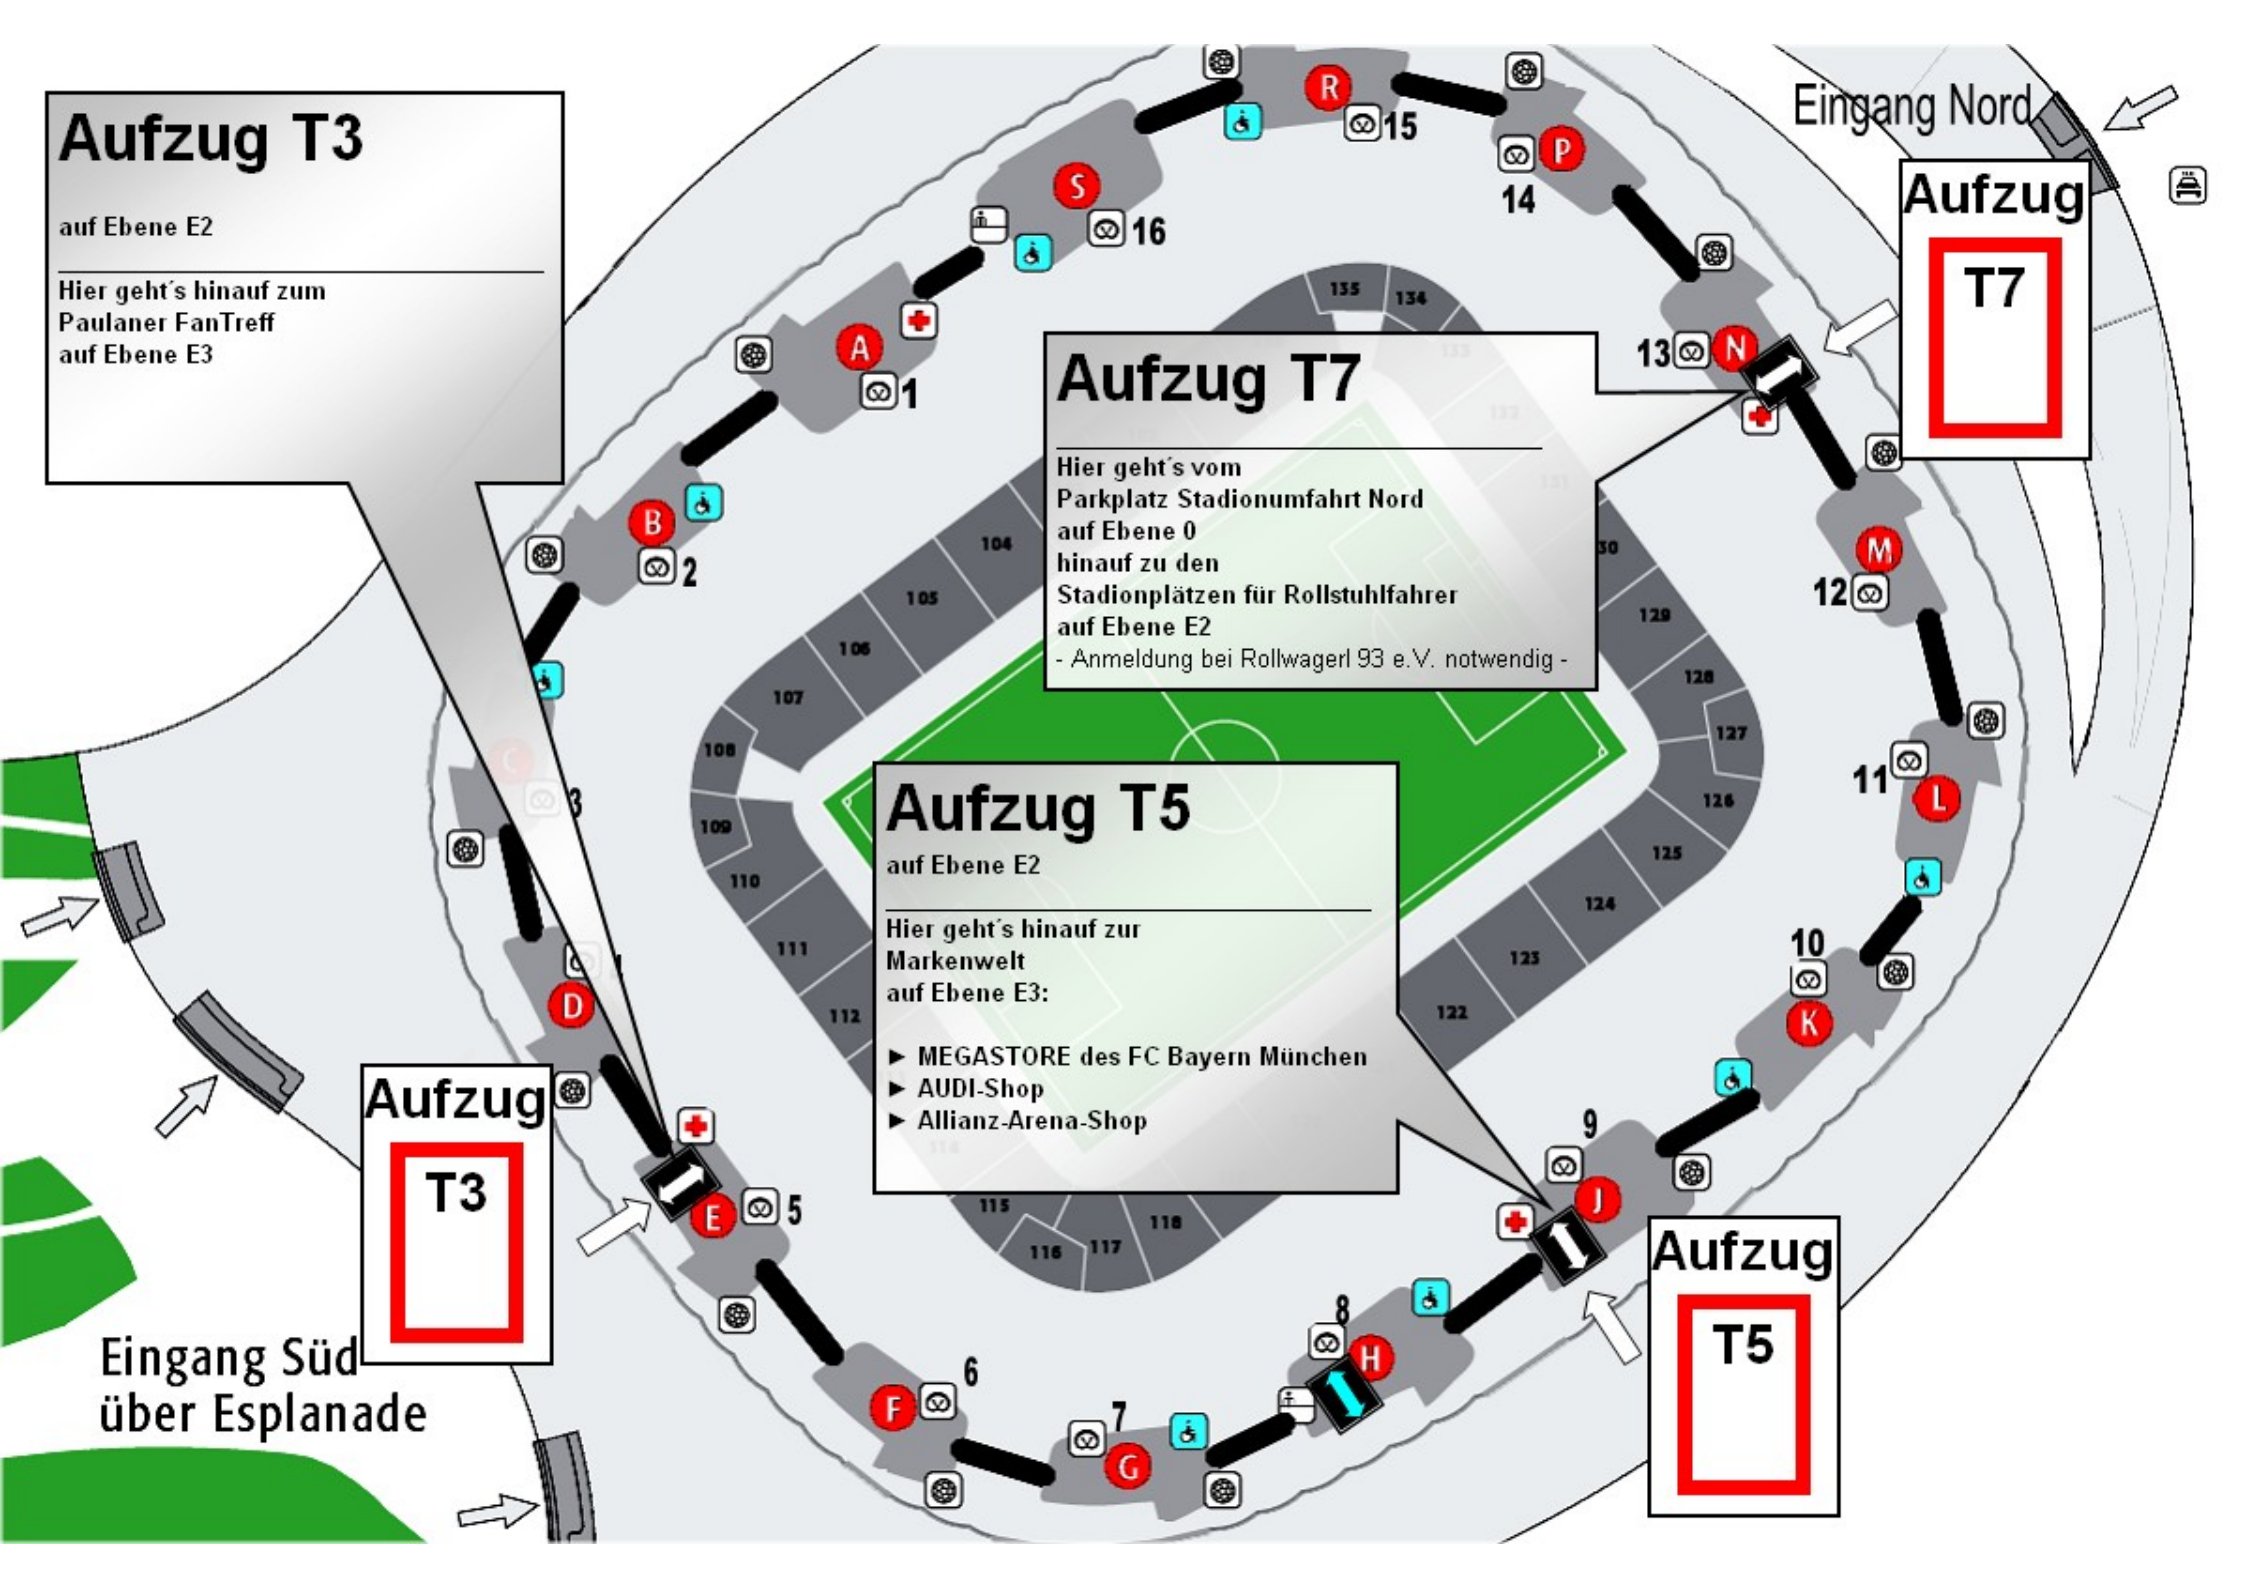 Aufzug T3
auf Ebene E2
Hier geht´s hinauf zum
Paulaner FanTreff
auf Ebene E3
Eingang Nord
Aufzug
T7
Aufzug T7
Hier geht´s vom
Parkplatz Stadionumfahrt Nord
auf Ebene 0
hinauf zu den
Stadionplätzen für Rollstuhlfahrer
auf Ebene E2
- Anmeldung bei Rollwagerl 93 e.V. notwendig -
Aufzug T5
auf Ebene E2
Hier geht´s hinauf zur
Markenwelt
auf Ebene E3:
► MEGASTORE des FC Bayern München
► AUDI-Shop
► Allianz-Arena-Shop
Aufzug
T3
Aufzug
T5
Eingang Süd
über Esplanade
R
15
P
14
S
16
N
13
A
1
B
2
M
12
C
3
L
11
D
10
K
E
5
9
J
8
H
F
6
7
G
135
134
133
132
131
104
105
106
107
108
109
110
111
112
114
115
116
117
118
122
123
124
125
126
127
128
129
30